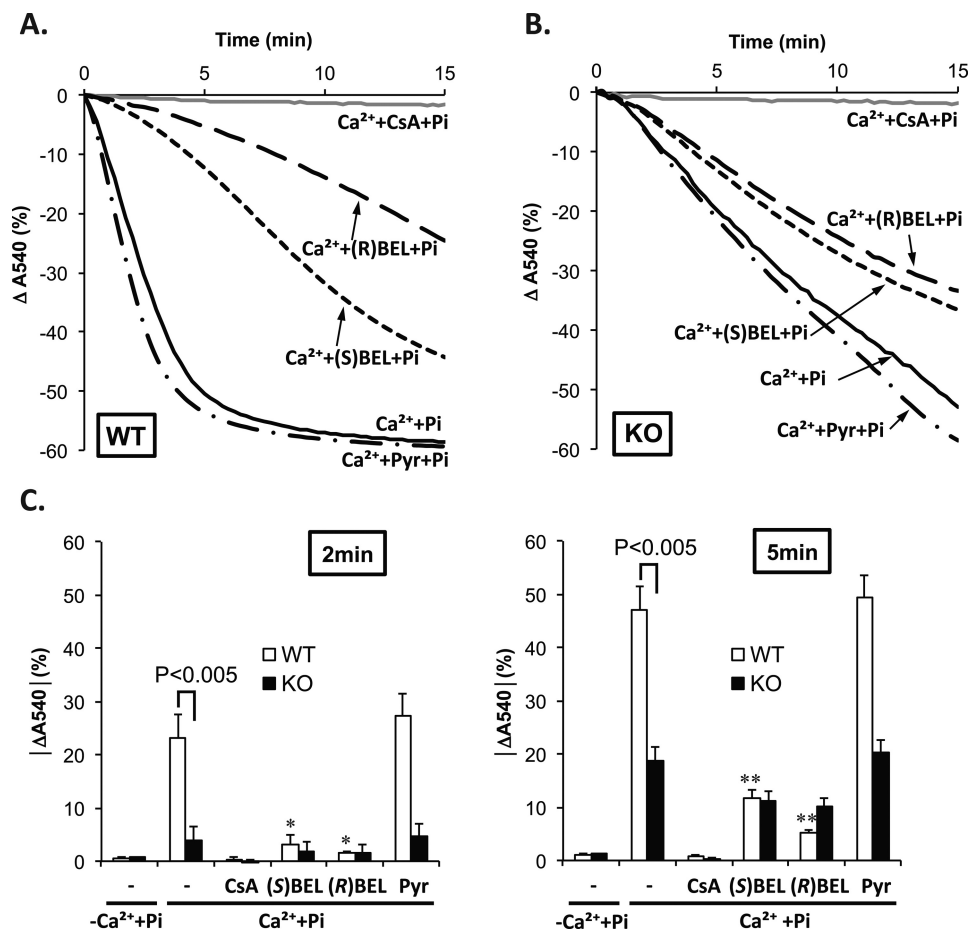 A.
Time (min)
0 5 10 15
0
-10
-20
-30
-40
-50
-60
Δ A540 (%)
Ca²⁺+CsA+Pi
Ca²⁺+(R)BEL+Pi
Ca²⁺+(S)BEL+Pi
Ca²⁺+Pi
Ca²⁺+Pyr+Pi
WT
B.
Time (min)
0 5 10 15
0
-10
-20
-30
-40
-50
-60
Δ A540 (%)
Ca²⁺+CsA+Pi
Ca²⁺+(R)BEL+Pi
Ca²⁺+(S)BEL+Pi
Ca²⁺+Pi
Ca²⁺+Pyr+Pi
KO
C.
2min
60
50
40
30
20
10
0
|ΔA540| (%)
P<0.005
WT
KO
* *
- - CsA (S)BEL (R)BEL Pyr
-Ca²⁺+Pi Ca²⁺+Pi
5min
60
50
40
30
20
10
0
|ΔA540| (%)
P<0.005
WT
KO
** **
- - CsA (S)BEL (R)BEL Pyr
-Ca²⁺+Pi Ca²⁺ +Pi